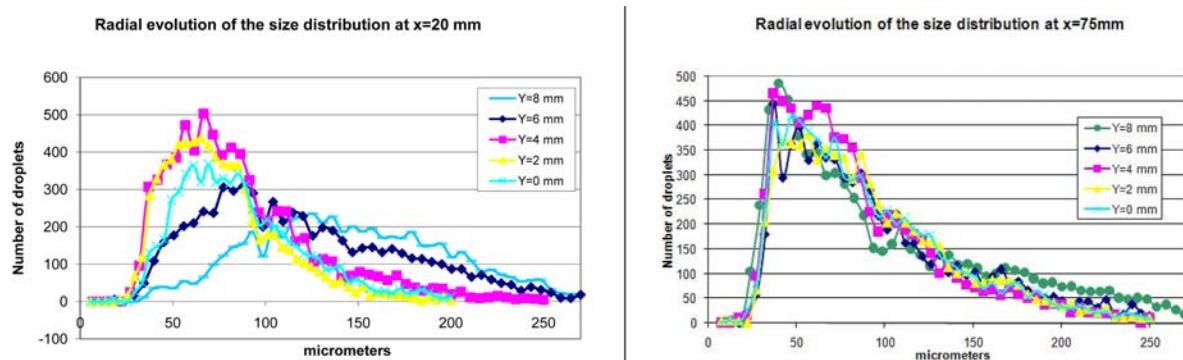 Radial evolution of the size distribution at x=20 mm
Number of droplets
600
500
400
300
200
100
0
-100
0
50
100
150
200
250
micrometers
Y=8 mm
Y=6 mm
Y=4 mm
Y=2 mm
Y=0 mm
Radial evolution of the size distribution at x=75mm
Number of droplets
500
450
400
350
300
250
200
150
100
50
0
0
50
100
150
200
250
micrometers
Y=8 mm
Y=6 mm
Y=4 mm
Y=2 mm
Y=0 mm